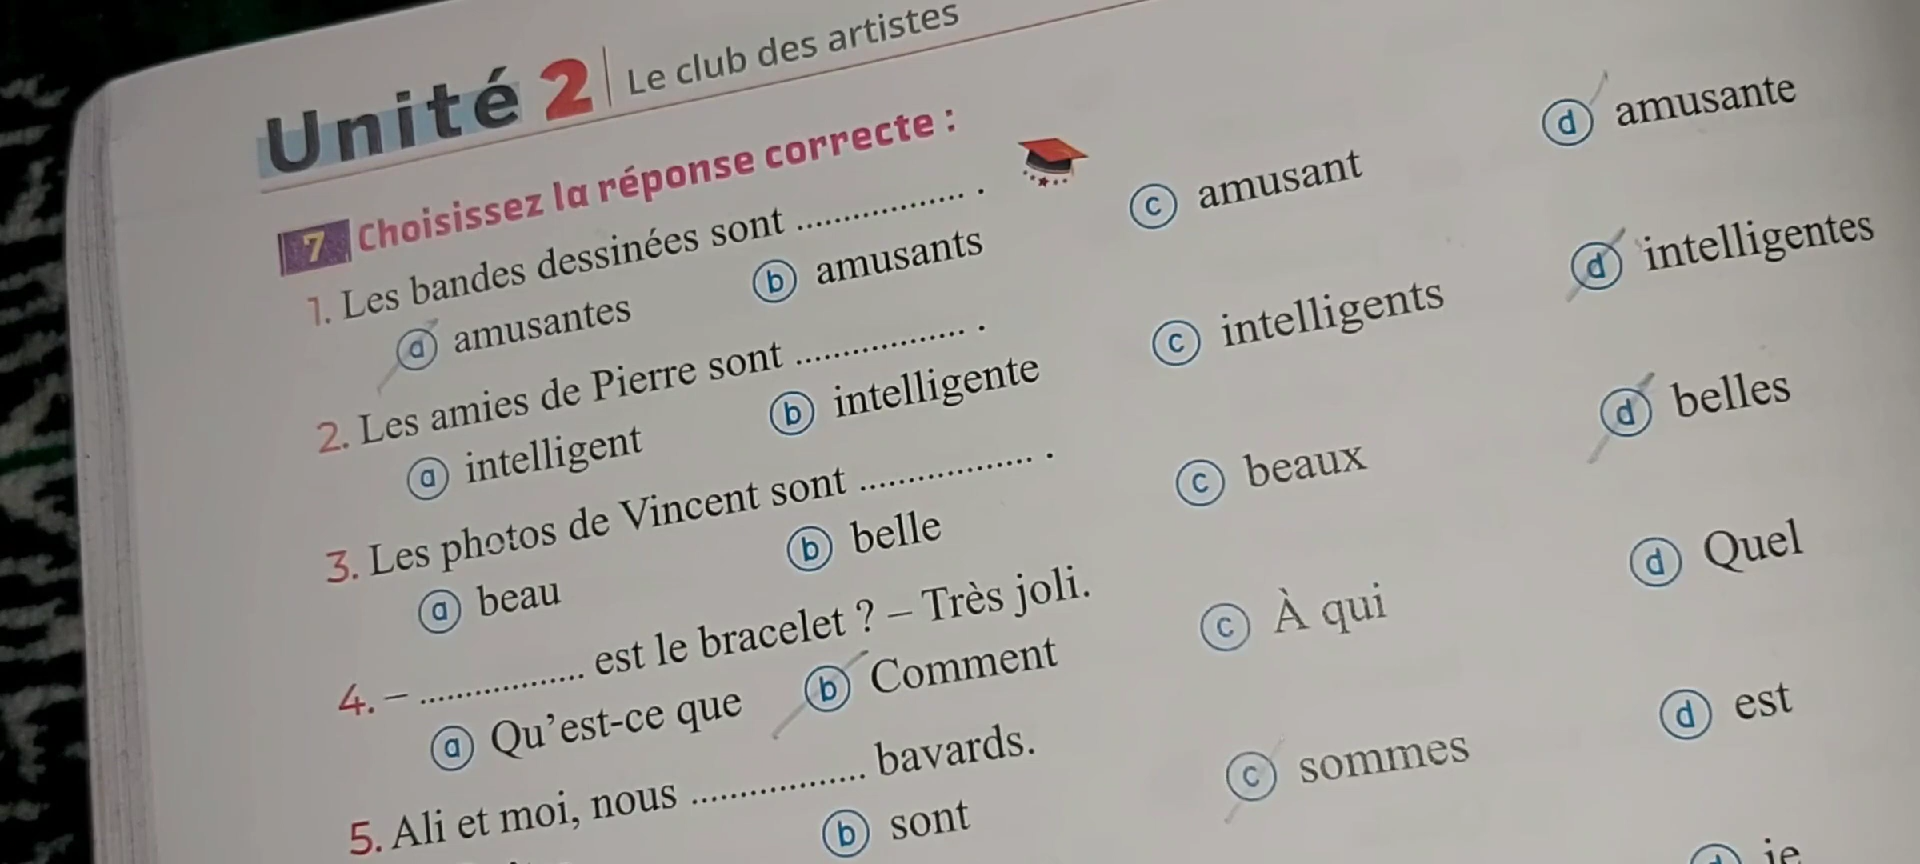 Unité 2 Le club des artistes
7 Choisissez la réponse correcte :
1. Les bandes dessinées sont .................. .
a amusantes b amusants c amusant d amusante
2. Les amies de Pierre sont .................. .
a intelligent b intelligente c intelligents d intelligentes
3. Les photos de Vincent sont .................. .
a beau b belle c beaux d belles
4. – .................. est le bracelet ? – Très joli.
a Qu’est-ce que b Comment c À qui d Quel
5. Ali et moi, nous .................. bavards.
b sont c sommes d est
je